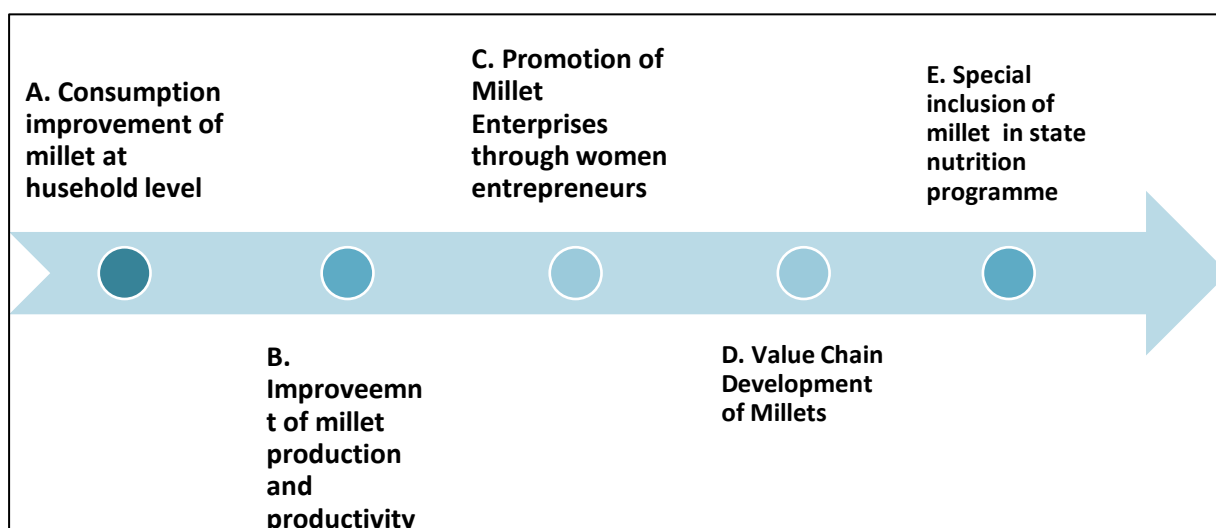 A. Consumption
improvement of
millet at
husehold level
B.
Improveemn
t of millet
production
and
productivity
C. Promotion of
Millet
Enterprises
through women
entrepreneurs
D. Value Chain
Development
of Millets
E. Special
inclusion of
millet in state
nutrition
programme